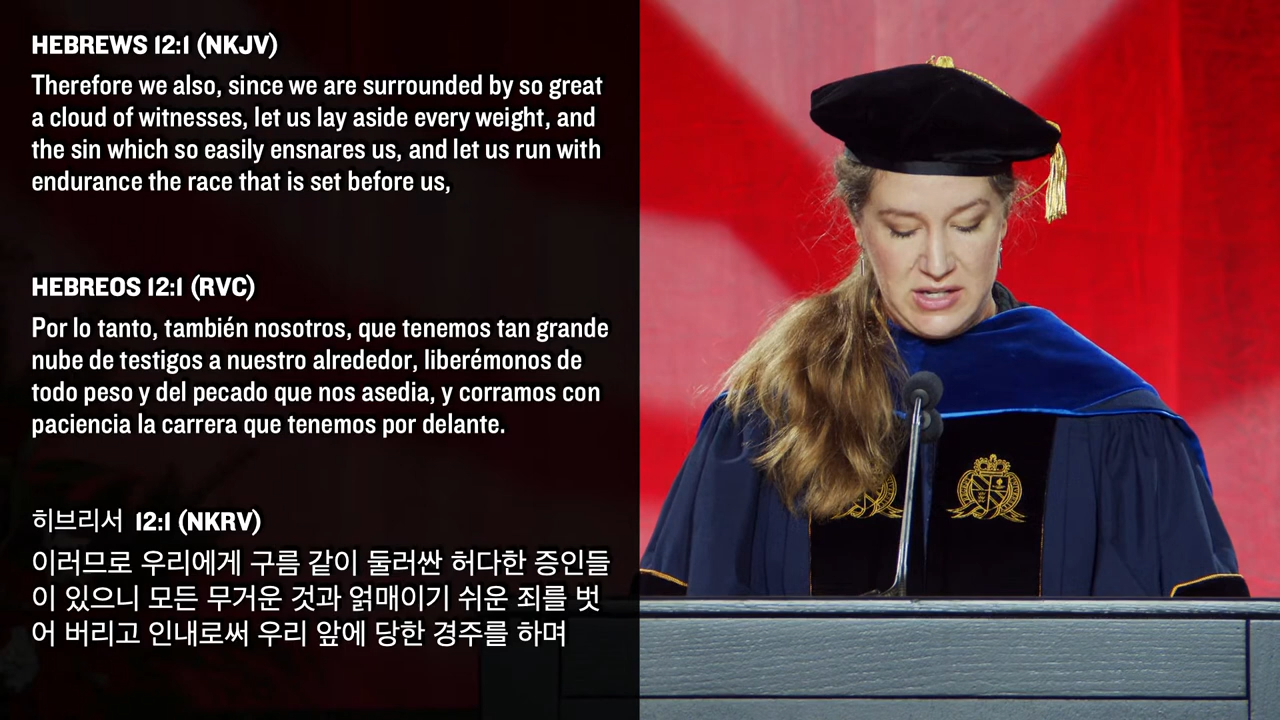 HEBREWS 12:1 (NKJV)
Therefore we also, since we are surrounded by so great
a cloud of witnesses, let us lay aside every weight, and
the sin which so easily ensnares us, and let us run with
endurance the race that is set before us,
HEBREOS 12:1 (RVC)
Por lo tanto, también nosotros, que tenemos tan grande
nube de testigos a nuestro alrededor, liberémonos de
todo peso y del pecado que nos asedia, y corramos con
paciencia la carrera que tenemos por delante.
히브리서 12:1 (NKRV)
이러므로 우리에게 구름 같이 둘러싼 허다한 증인들
이 있으니 모든 무거운 것과 얽매이기 쉬운 죄를 벗
어 버리고 인내로써 우리 앞에 당한 경주를 하며